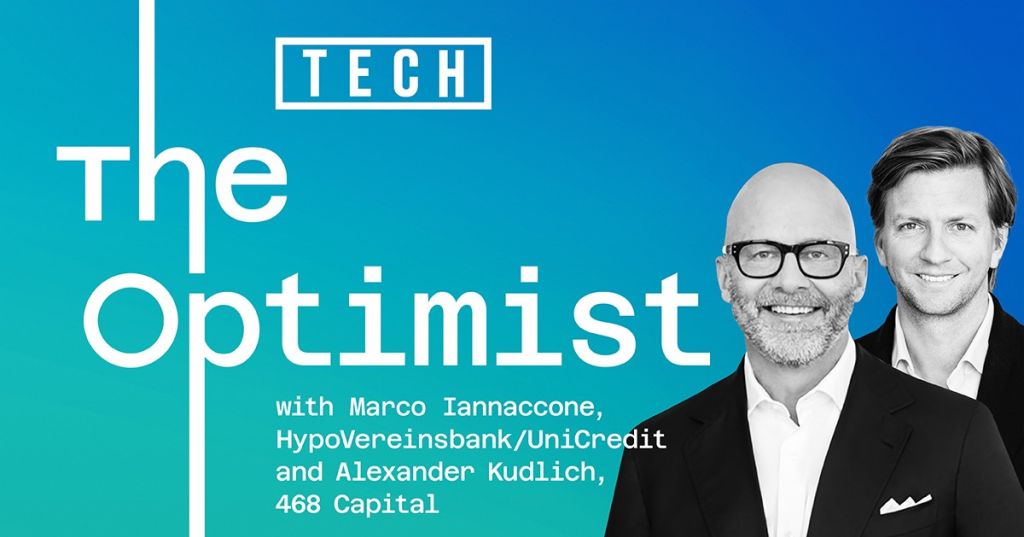 TECH
The
Optimist
with Marco Iannaccone,
HypoVereinsbank/UniCredit
and Alexander Kudlich,
468 Capital